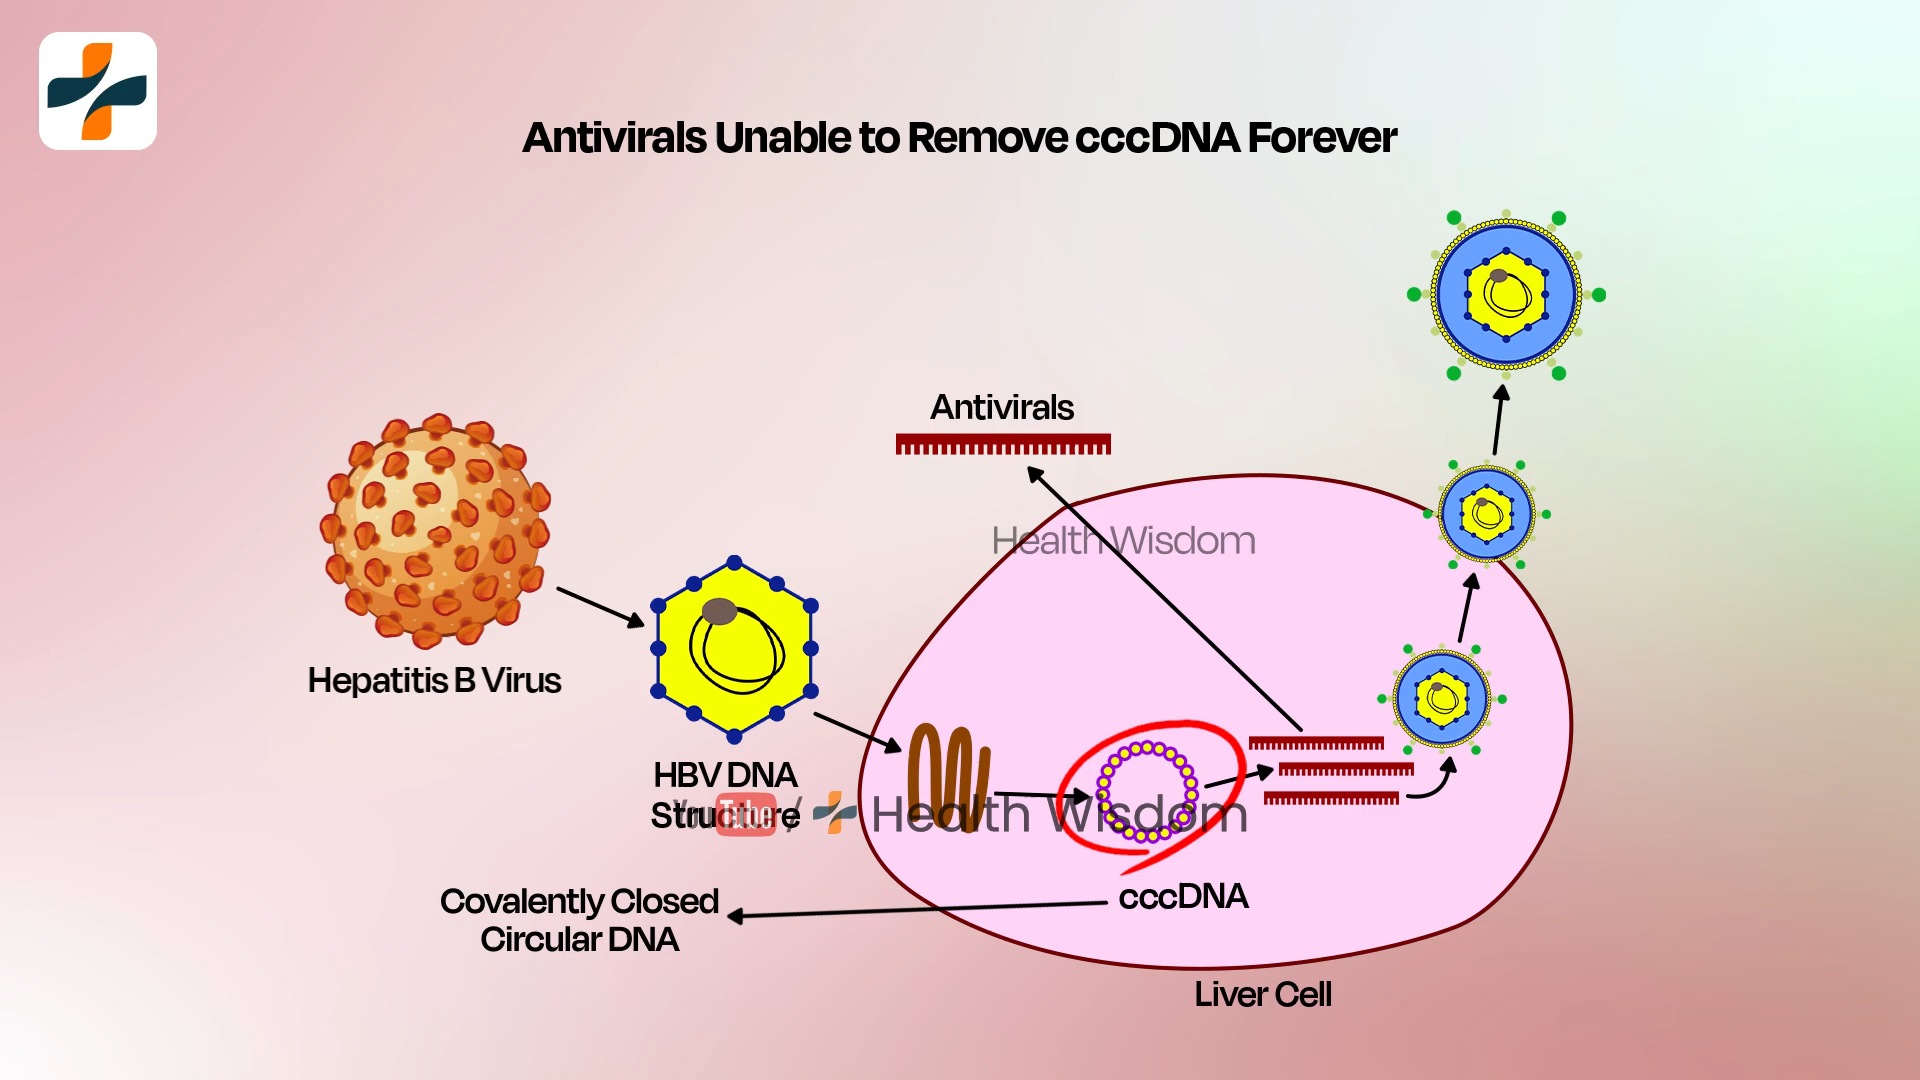 Antivirals Unable to Remove cccDNA Forever
Antivirals
Health Wisdom
Hepatitis B Virus
HBV DNA
Structure
YouTube / Health Wisdom
cccDNA
Covalently Closed
Circular DNA
Liver Cell